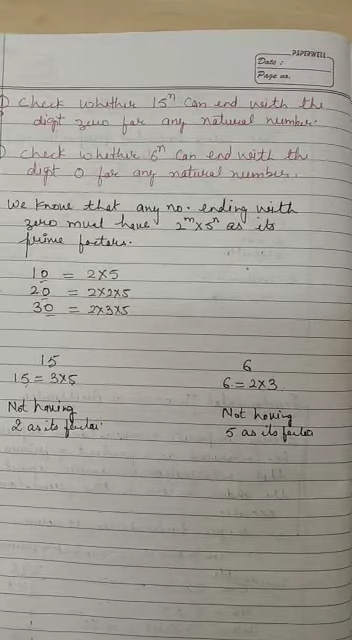 PAPERWELL
Date :
Page no.
Check whether 15ⁿ can end with the
digit zero for any natural number.
Check whether 6ⁿ can end with the
digit 0 for any natural number.
We know that any no. ending with
zero must have 2ᵐ×5ⁿ as its
prime factors.
10 = 2×5
20 = 2×2×5
30 = 2×3×5
15
15 = 3×5
Not having
2 as its factor
6
6 = 2×3
Not having
5 as its factor